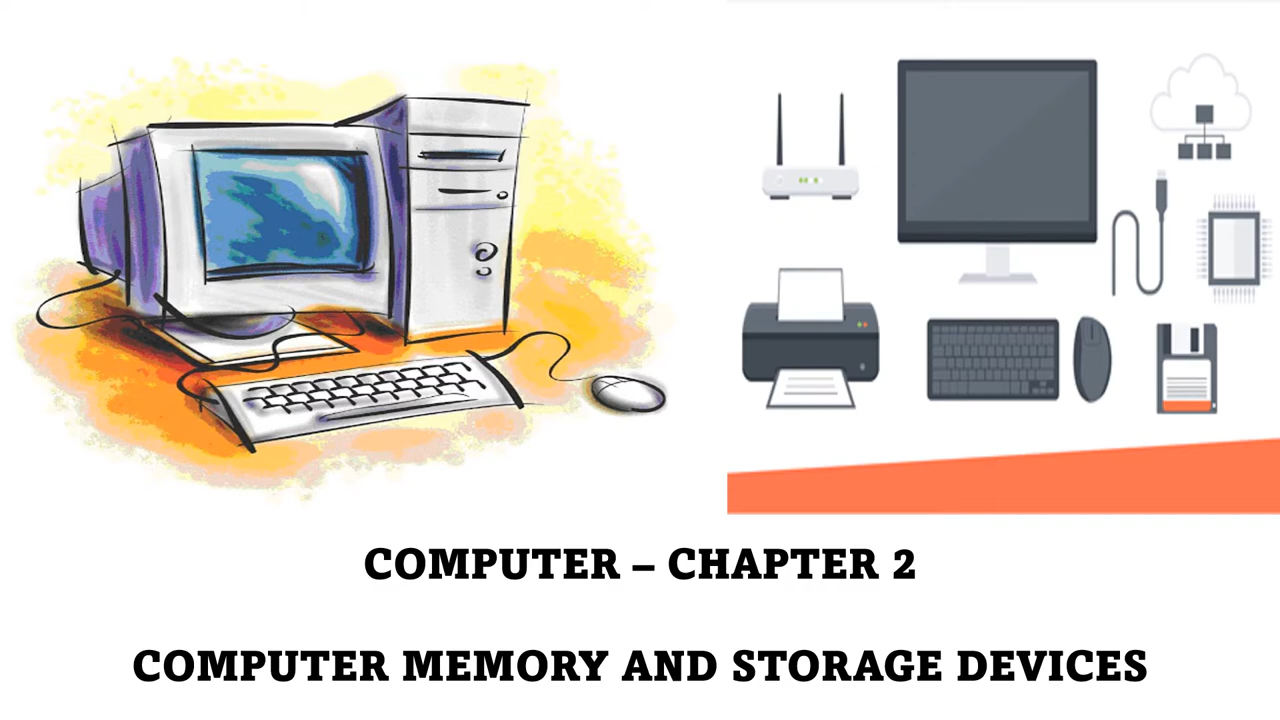 COMPUTER – CHAPTER 2
COMPUTER MEMORY AND STORAGE DEVICES